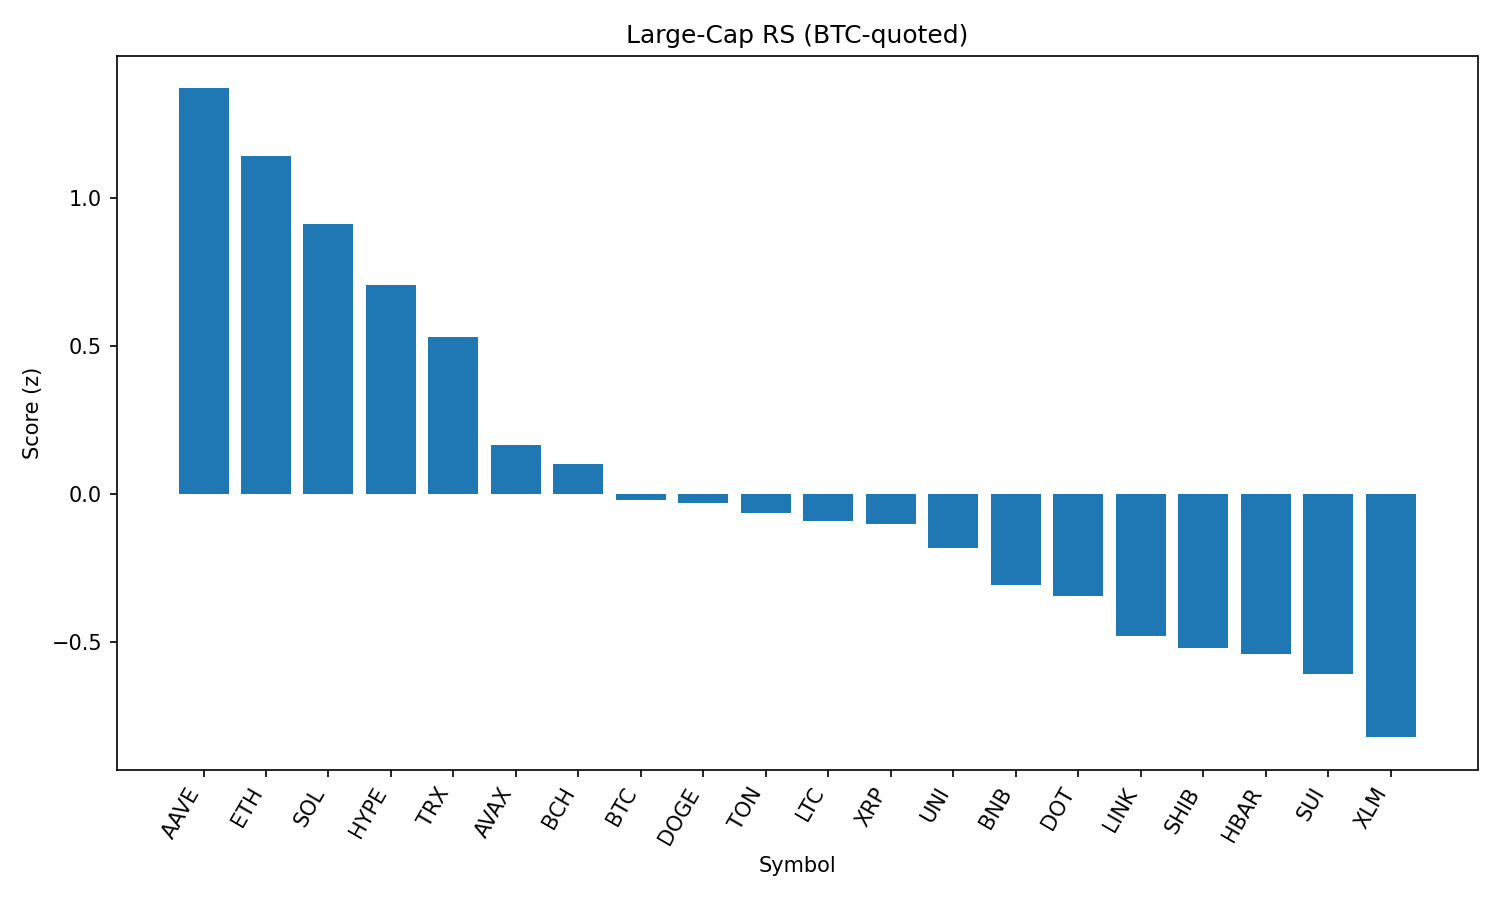 Large-Cap RS (BTC-quoted)
Score (z)
1.0
0.5
0.0
−0.5
AAVE
ETH
SOL
HYPE
TRX
AVAX
BCH
BTC
DOGE
TON
LTC
XRP
UNI
BNB
DOT
LINK
SHIB
HBAR
SUI
XLM
Symbol